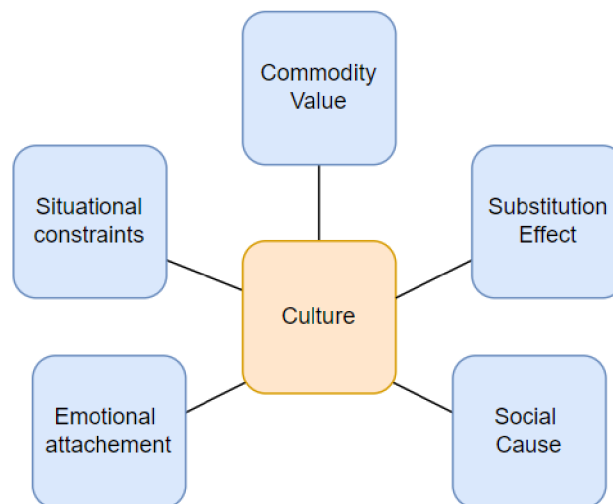 Commodity
Value
Situational
constraints
Substitution
Effect
Culture
Emotional
attachement
Social
Cause